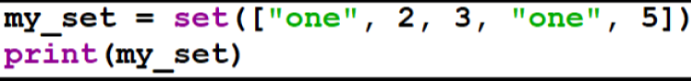 my_set = set(["one", 2, 3, "one", 5])
print(my_set)